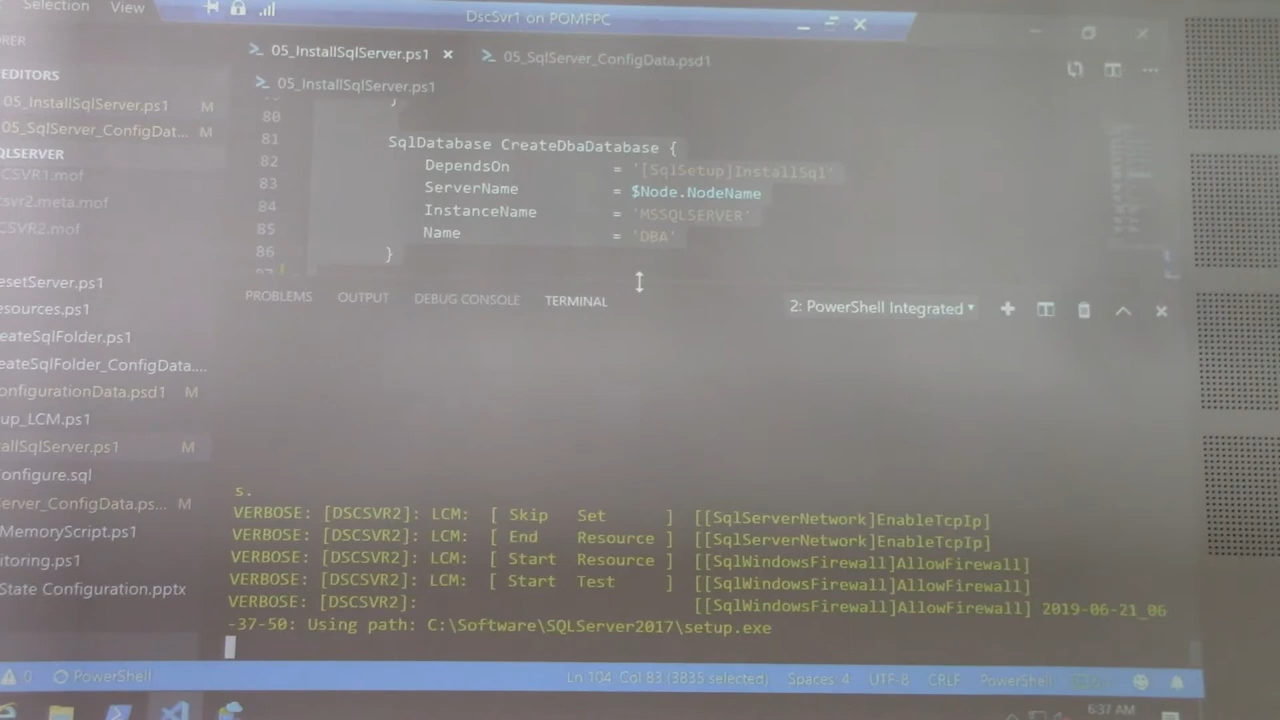 Selection View
DscSvr1 on POMFPC
EDITORS
05_InstallSqlServer.ps1 M
05_SqlServer_ConfigDat... M
QLSERVER
CSVR1.mof
csvr2.meta.mof
CSVR2.mof
esetServer.ps1
esources.ps1
eateSqlFolder.ps1
eateSqlFolder_ConfigData....
onfigurationData.psd1 M
up_LCM.ps1
allSqlServer.ps1 M
onfigure.sql
erver_ConfigData.ps... M
MemoryScript.ps1
itoring.ps1
State Configuration.pptx
05_InstallSqlServer.ps1 05_SqlServer_ConfigData.psd1
05_InstallSqlServer.ps1
80
81 SqlDatabase CreateDbaDatabase {
82 DependsOn = '[SqlSetup]InstallSql'
83 ServerName = $Node.NodeName
84 InstanceName = 'MSSQLSERVER'
85 Name = 'DBA'
86 }
PROBLEMS OUTPUT DEBUG CONSOLE TERMINAL 2: PowerShell Integrated
s.
VERBOSE: [DSCSVR2]: LCM: [ Skip Set ] [[SqlServerNetwork]EnableTcpIp]
VERBOSE: [DSCSVR2]: LCM: [ End Resource ] [[SqlServerNetwork]EnableTcpIp]
VERBOSE: [DSCSVR2]: LCM: [ Start Resource ] [[SqlWindowsFirewall]AllowFirewall]
VERBOSE: [DSCSVR2]: LCM: [ Start Test ] [[SqlWindowsFirewall]AllowFirewall]
VERBOSE: [DSCSVR2]: [[SqlWindowsFirewall]AllowFirewall] 2019-06-21_06
-37-50: Using path: C:\Software\SQLServer2017\setup.exe
0 PowerShell Ln 104, Col 83 (3835 selected) Spaces: 4 UTF-8 CRLF PowerShell
6:37 AM